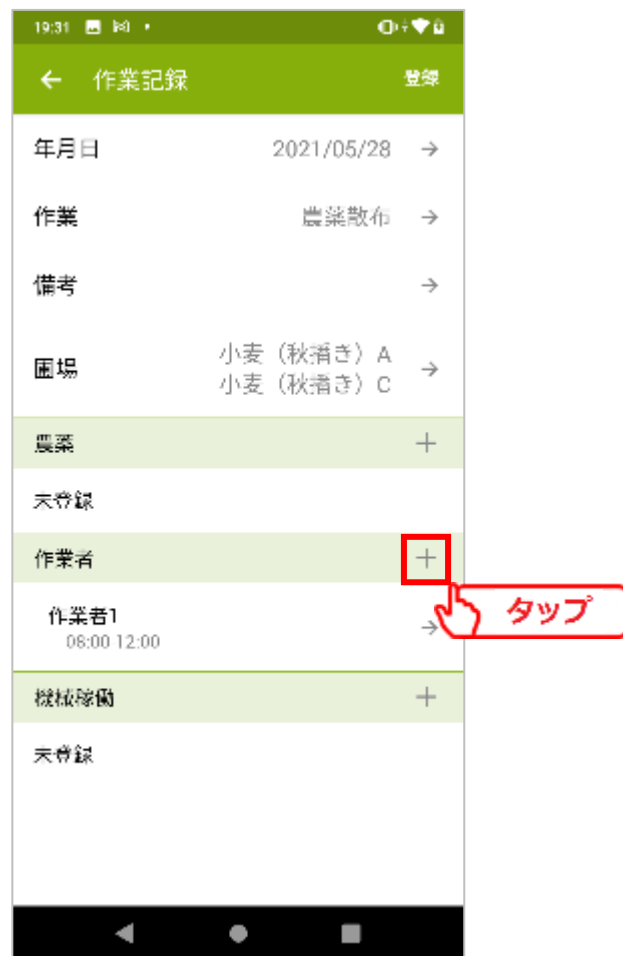 19:31
作業記録
登録
年月日 2021/05/28
作業 農薬散布
備考
圃場
小麦（秋播き）A
小麦（秋播き）C
農薬
未登録
作業者
タップ
作業者1
08:00 12:00
機械稼働
未登録